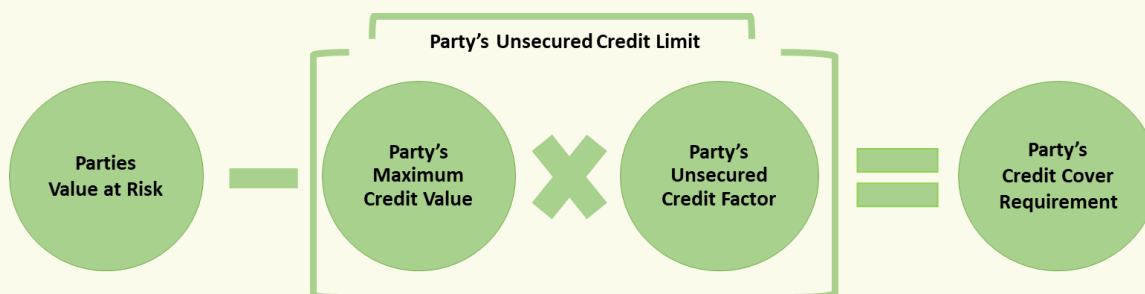 Party’s Unsecured Credit Limit
Parties
Value at Risk
Party’s
Maximum
Credit Value
Party’s
Unsecured
Credit Factor
Party’s
Credit Cover
Requirement